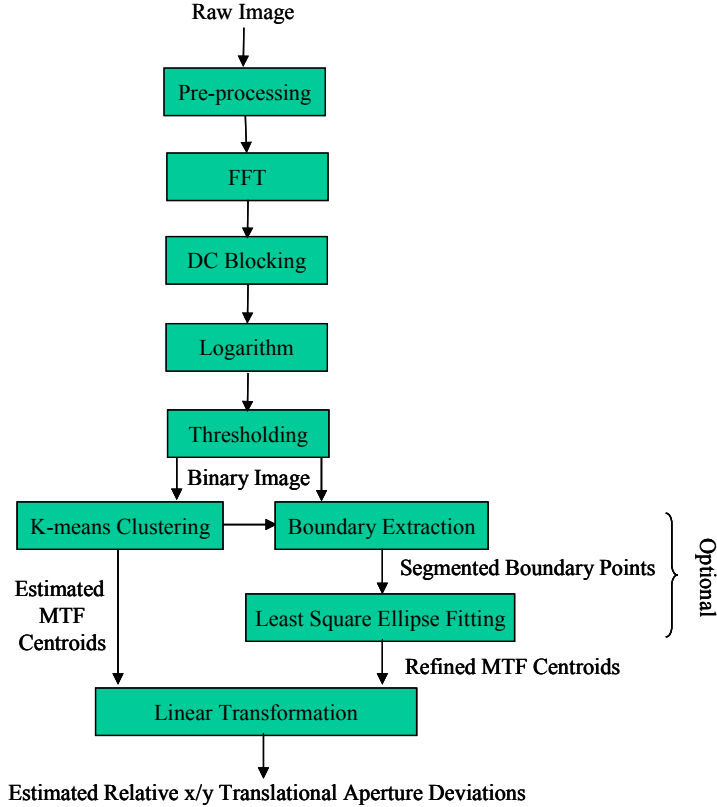 Raw Image
Pre-processing
FFT
DC Blocking
Logarithm
Thresholding
Binary Image
K-means Clustering
Boundary Extraction
Segmented Boundary Points
Optional
Estimated
MTF
Centroids
Least Square Ellipse Fitting
Refined MTF Centroids
Linear Transformation
Estimated Relative x/y Translational Aperture Deviations